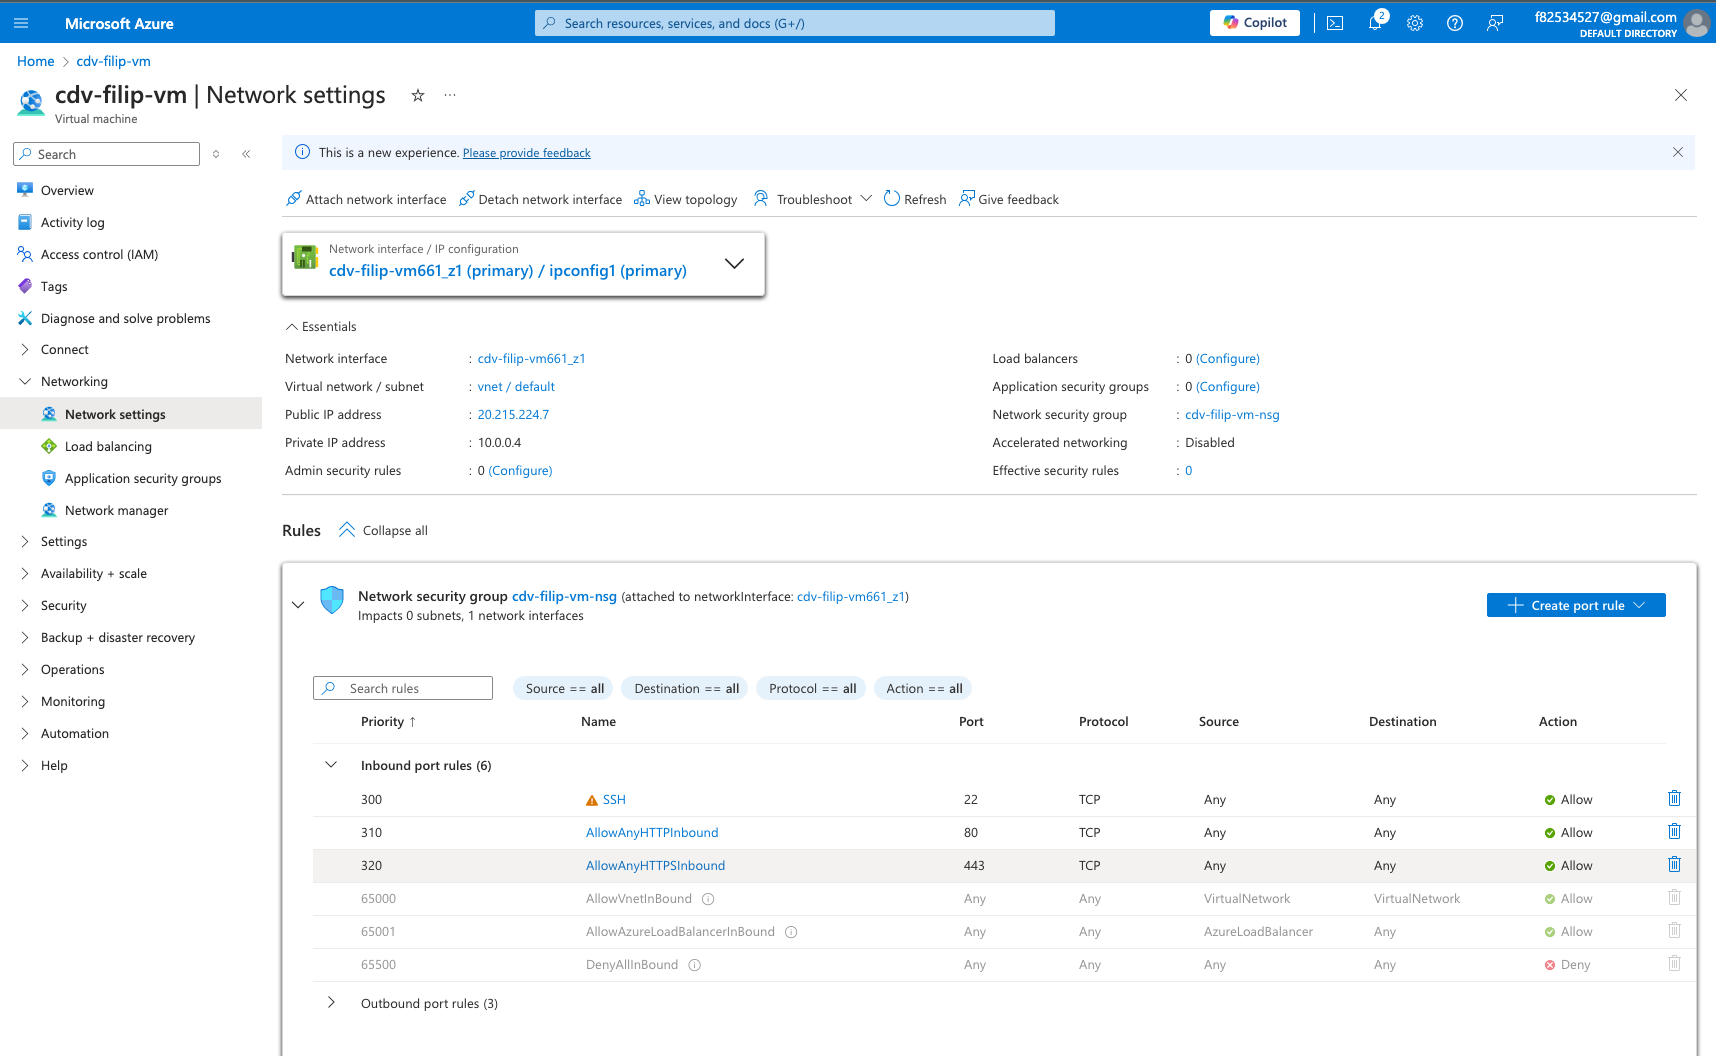 Microsoft Azure
Search resources, services, and docs (G+/)
Copilot
2
f82534527@gmail.com
DEFAULT DIRECTORY
Home > cdv-filip-vm
cdv-filip-vm | Network settings
Virtual machine
Search
Overview
Activity log
Access control (IAM)
Tags
Diagnose and solve problems
Connect
Networking
Network settings
Load balancing
Application security groups
Network manager
Settings
Availability + scale
Security
Backup + disaster recovery
Operations
Monitoring
Automation
Help
This is a new experience. Please provide feedback
Attach network interface Detach network interface View topology Troubleshoot Refresh Give feedback
Network interface / IP configuration
cdv-filip-vm661_z1 (primary) / ipconfig1 (primary)
Essentials
Network interface : cdv-filip-vm661_z1
Virtual network / subnet : vnet / default
Public IP address : 20.215.224.7
Private IP address : 10.0.0.4
Admin security rules : 0 (Configure)
Load balancers : 0 (Configure)
Application security groups : 0 (Configure)
Network security group : cdv-filip-vm-nsg
Accelerated networking : Disabled
Effective security rules : 0
Rules Collapse all
Network security group cdv-filip-vm-nsg (attached to networkInterface: cdv-filip-vm661_z1)
Impacts 0 subnets, 1 network interfaces
Create port rule
Search rules Source == all Destination == all Protocol == all Action == all
Priority ↑ Name Port Protocol Source Destination Action
Inbound port rules (6)
300 SSH 22 TCP Any Any Allow
310 AllowAnyHTTPInbound 80 TCP Any Any Allow
320 AllowAnyHTTPSInbound 443 TCP Any Any Allow
65000 AllowVnetInBound Any Any VirtualNetwork VirtualNetwork Allow
65001 AllowAzureLoadBalancerInBound Any Any AzureLoadBalancer Any Allow
65500 DenyAllInBound Any Any Any Any Deny
Outbound port rules (3)